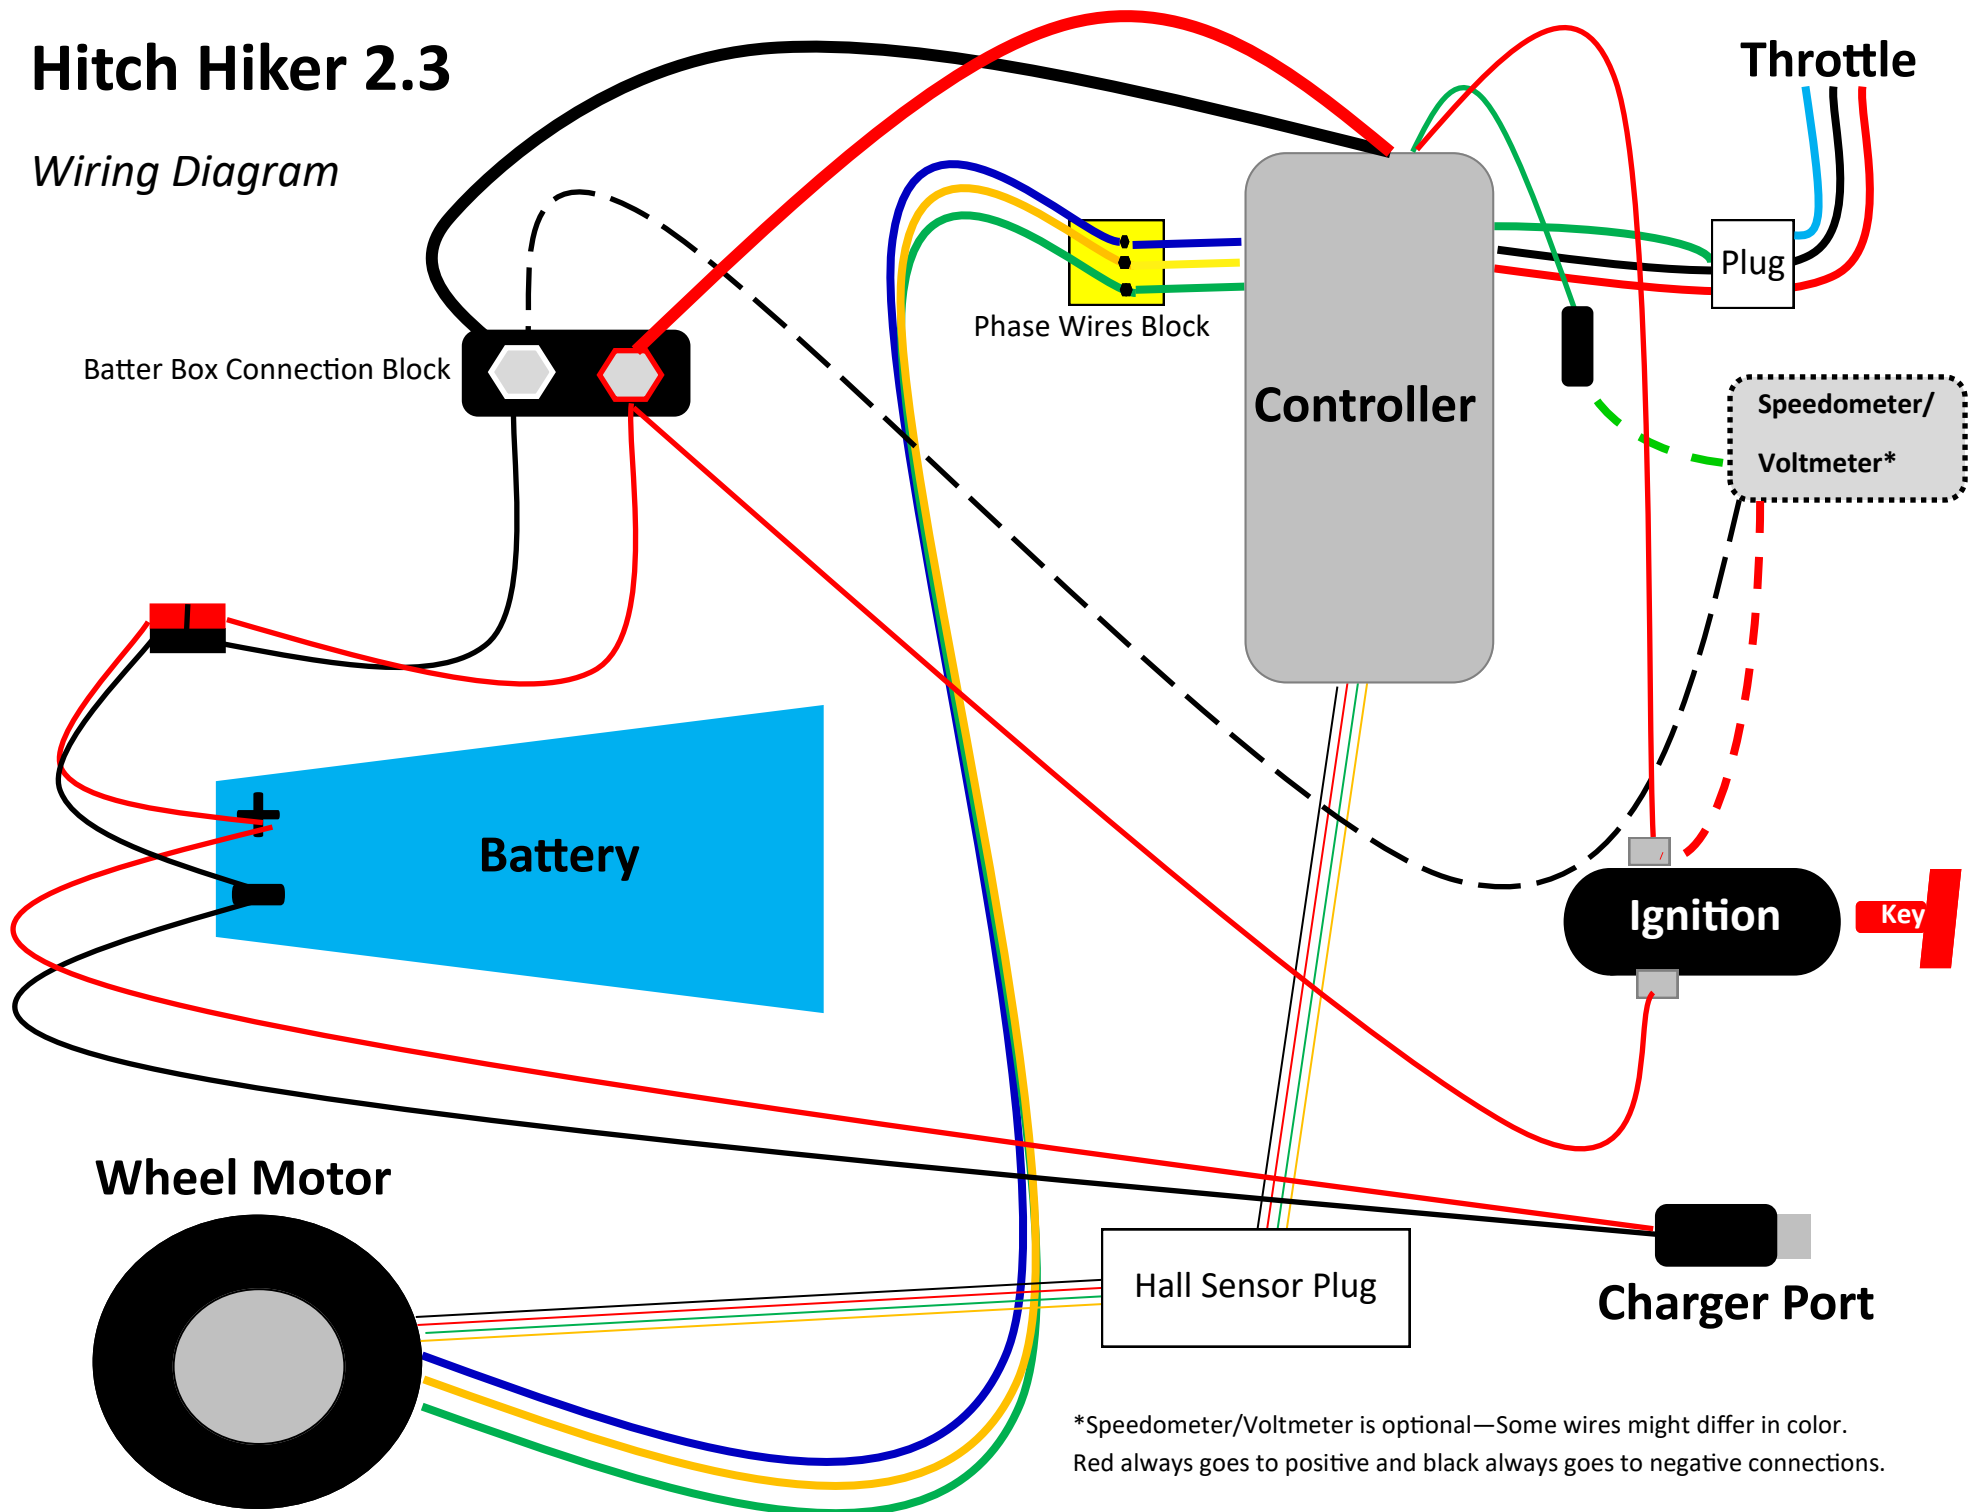 Hitch Hiker 2.3
Wiring Diagram
Throttle
Plug
Phase Wires Block
Batter Box Connection Block
Controller
Speedometer/
Voltmeter*
Battery
Ignition
Key
Wheel Motor
Hall Sensor Plug
Charger Port
*Speedometer/Voltmeter is optional—Some wires might differ in color.
Red always goes to positive and black always goes to negative connections.